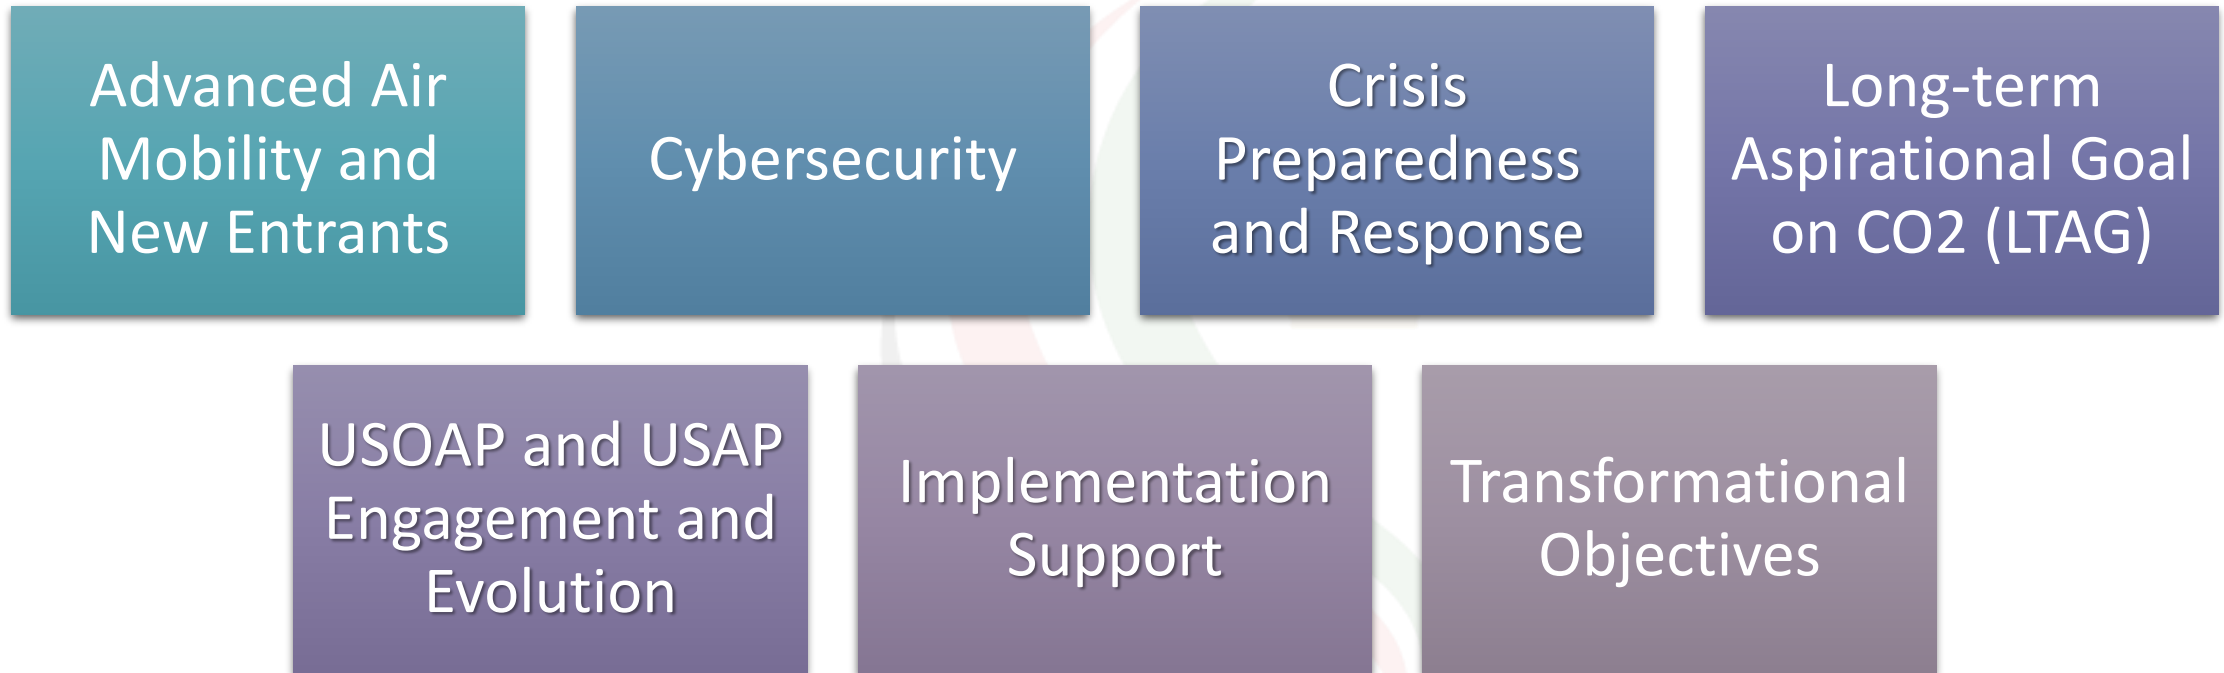 Advanced Air
Mobility and
New Entrants
Cybersecurity
Crisis
Preparedness
and Response
Long-term
Aspirational Goal
on CO2 (LTAG)
USOAP and USAP
Engagement and
Evolution
Implementation
Support
Transformational
Objectives